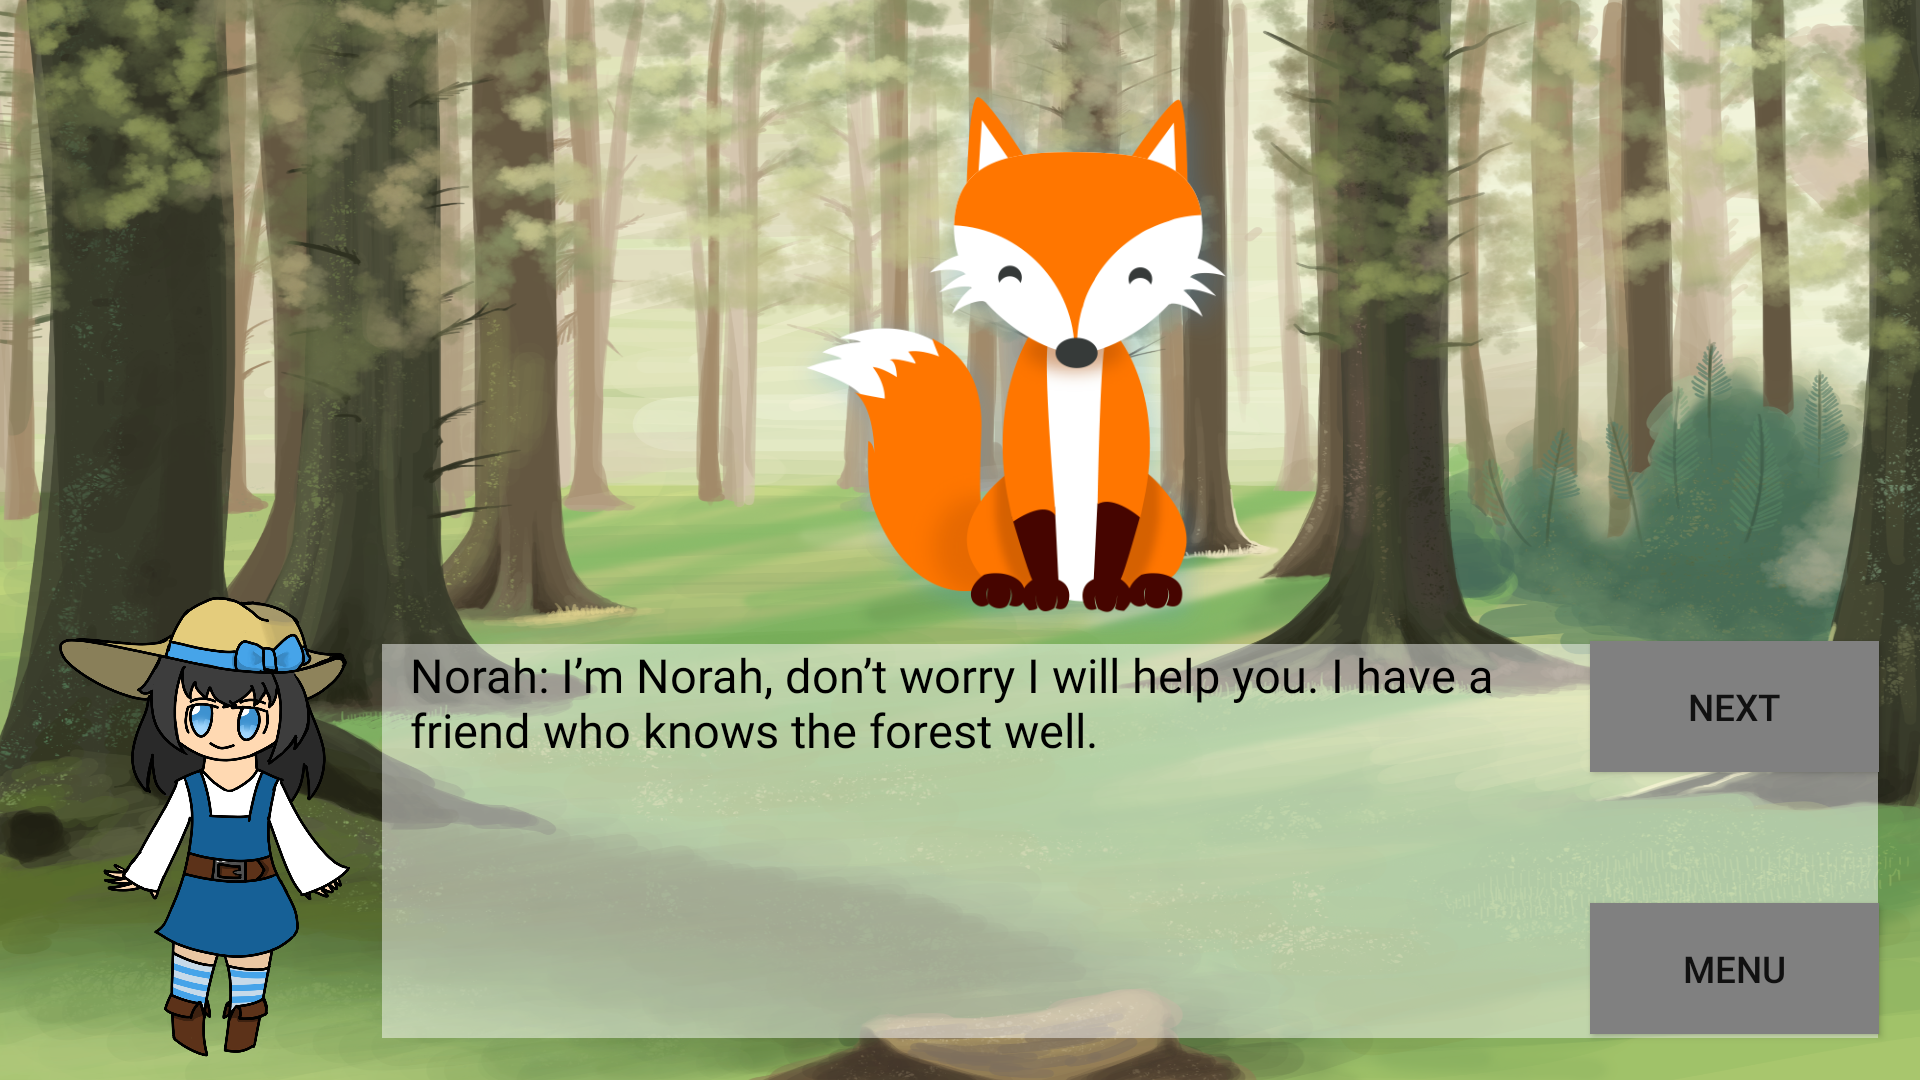 Norah: I’m Norah, don’t worry I will help you. I have a
friend who knows the forest well.
NEXT
MENU